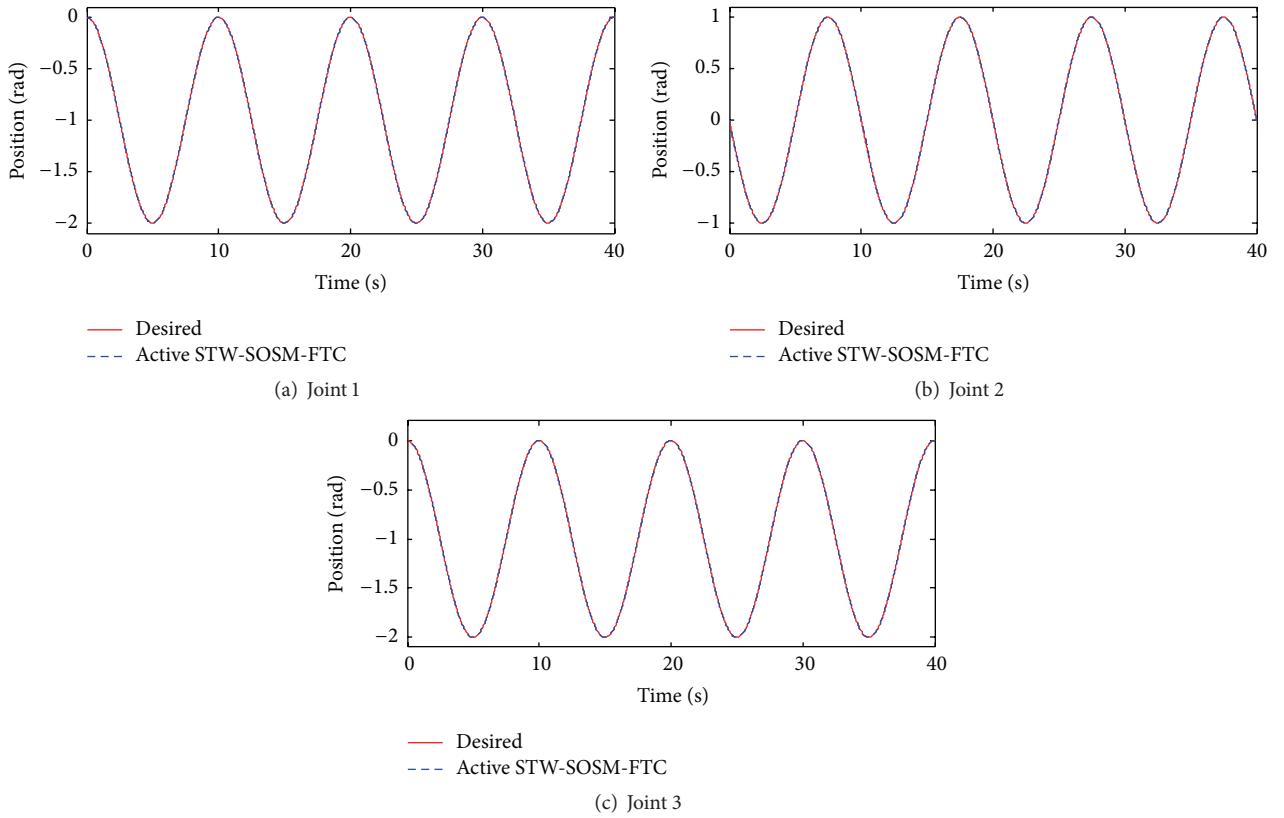 0
−0.5
−1
−1.5
−2
Position (rad)
0 10 20 30 40
Time (s)
Desired
Active STW-SOSM-FTC
(a) Joint 1
1
0.5
0
−0.5
−1
Position (rad)
0 10 20 30 40
Time (s)
Desired
Active STW-SOSM-FTC
(b) Joint 2
0
−0.5
−1
−1.5
−2
Position (rad)
0 10 20 30 40
Time (s)
Desired
Active STW-SOSM-FTC
(c) Joint 3